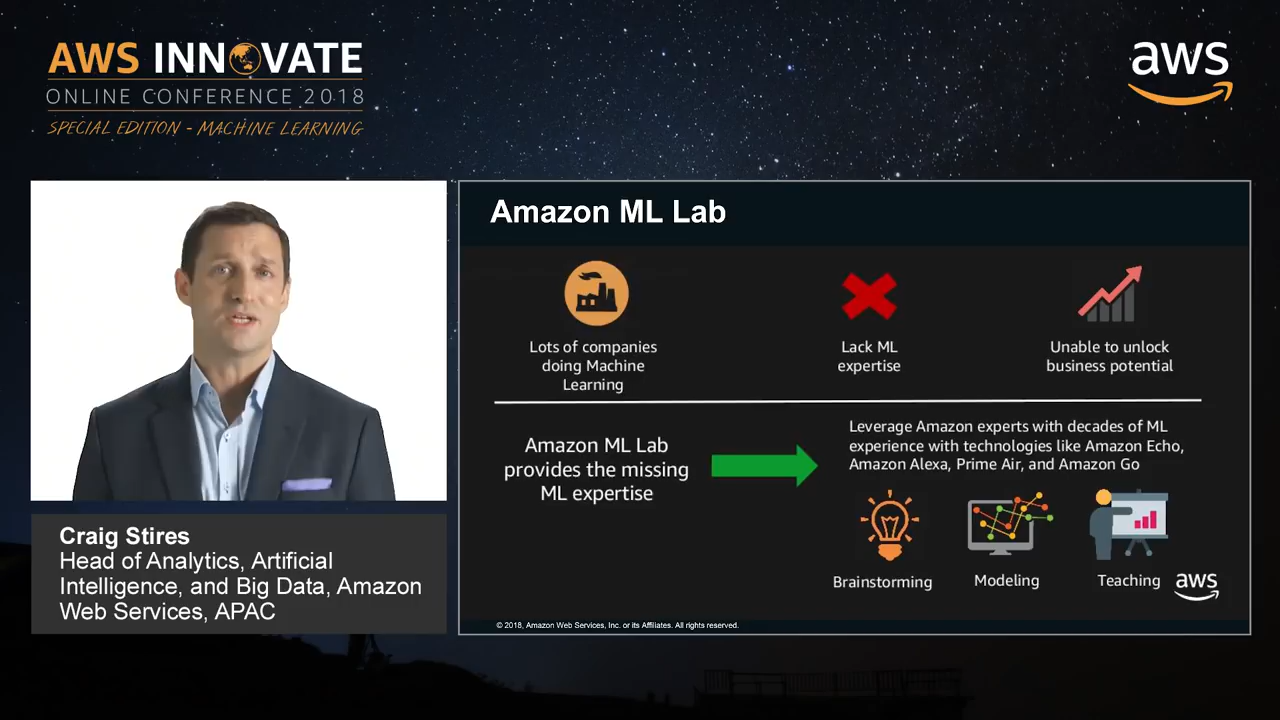 AWS INNOVATE
ONLINE CONFERENCE 2018
SPECIAL EDITION - MACHINE LEARNING
aws
Amazon ML Lab
Lots of companies
doing Machine
Learning
Lack ML
expertise
Unable to unlock
business potential
Amazon ML Lab
provides the missing
ML expertise
Leverage Amazon experts with decades of ML
experience with technologies like Amazon Echo,
Amazon Alexa, Prime Air, and Amazon Go
Brainstorming
Modeling
Teaching
aws
© 2018, Amazon Web Services, Inc. or its Affiliates. All rights reserved.
Craig Stires
Head of Analytics, Artificial
Intelligence, and Big Data, Amazon
Web Services, APAC